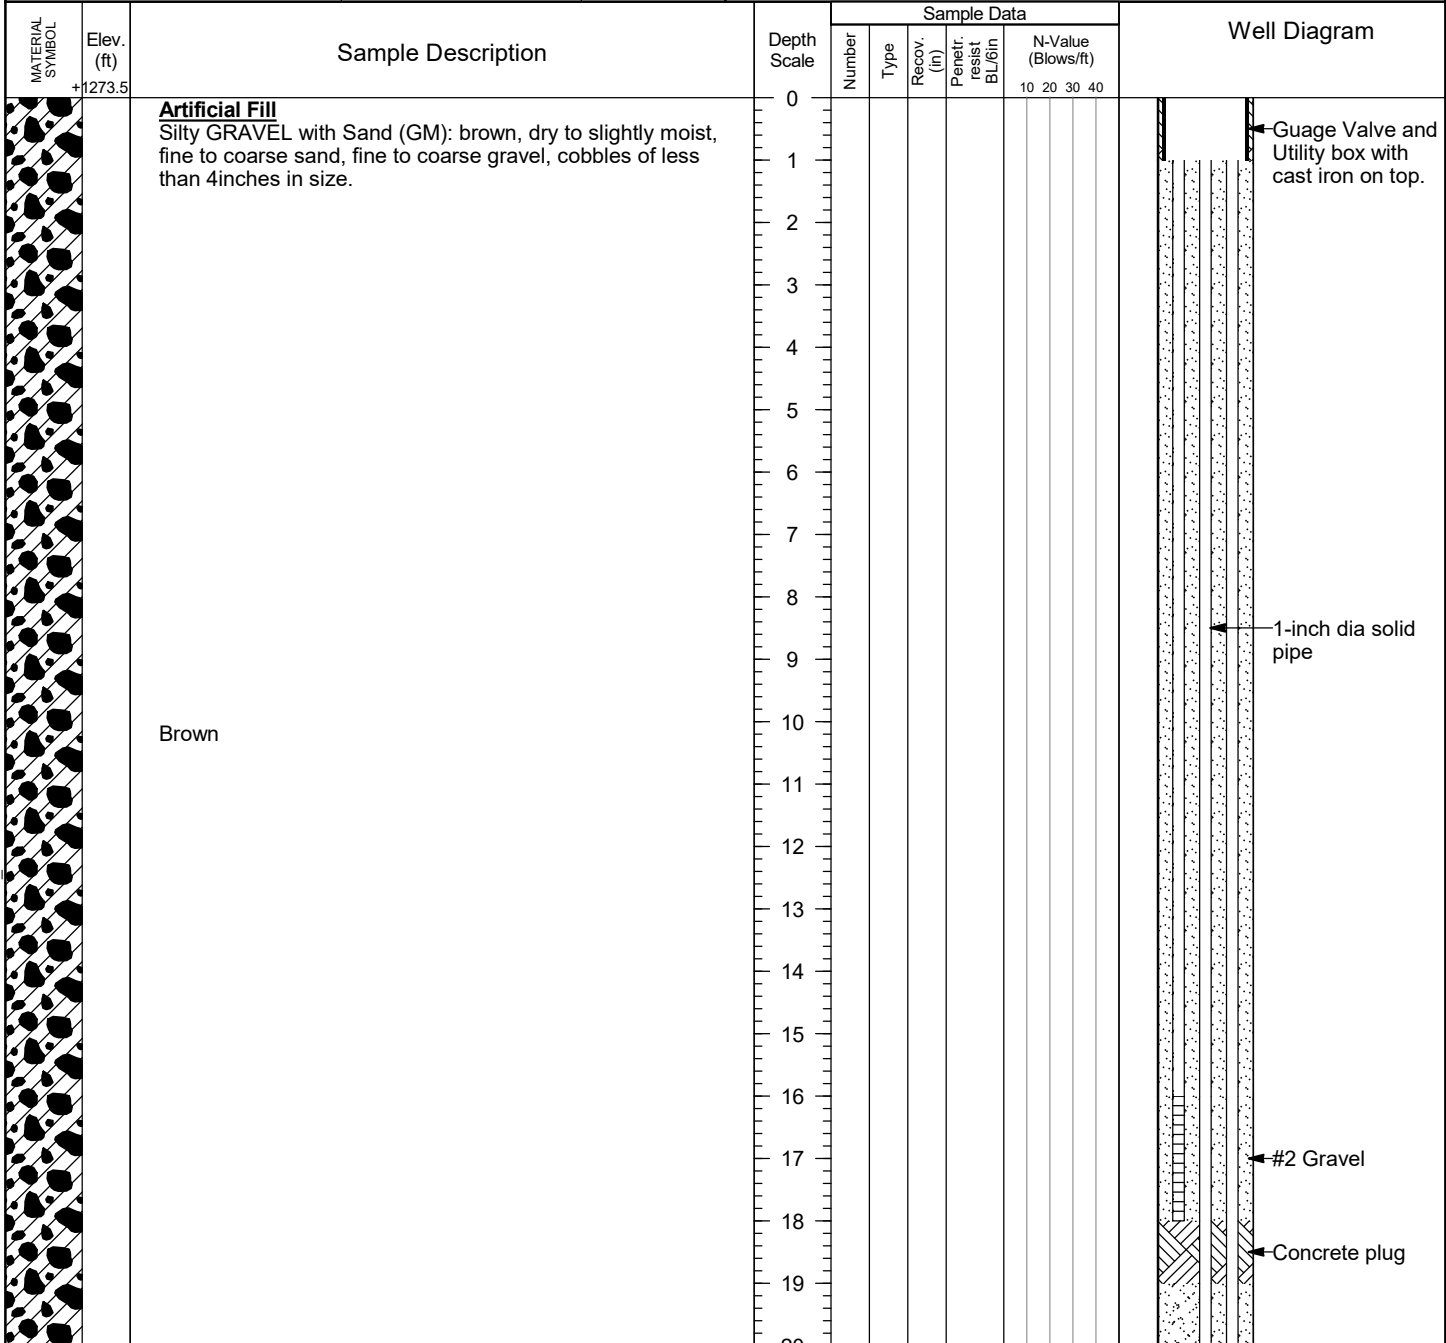 MATERIAL
SYMBOL
Elev.
(ft)
+1273.5
Sample Description
Depth
Scale
Sample Data
Number
Type
Recov.
(in)
Penetr.
resist
BL/6in
N-Value
(Blows/ft)
10 20 30 40
Well Diagram
Artificial Fill
Silty GRAVEL with Sand (GM): brown, dry to slightly moist,
fine to coarse sand, fine to coarse gravel, cobbles of less
than 4inches in size.
Brown
0
1
2
3
4
5
6
7
8
9
10
11
12
13
14
15
16
17
18
19
20
Guage Valve and
Utility box with
cast iron on top.
1-inch dia solid
pipe
#2 Gravel
Concrete plug